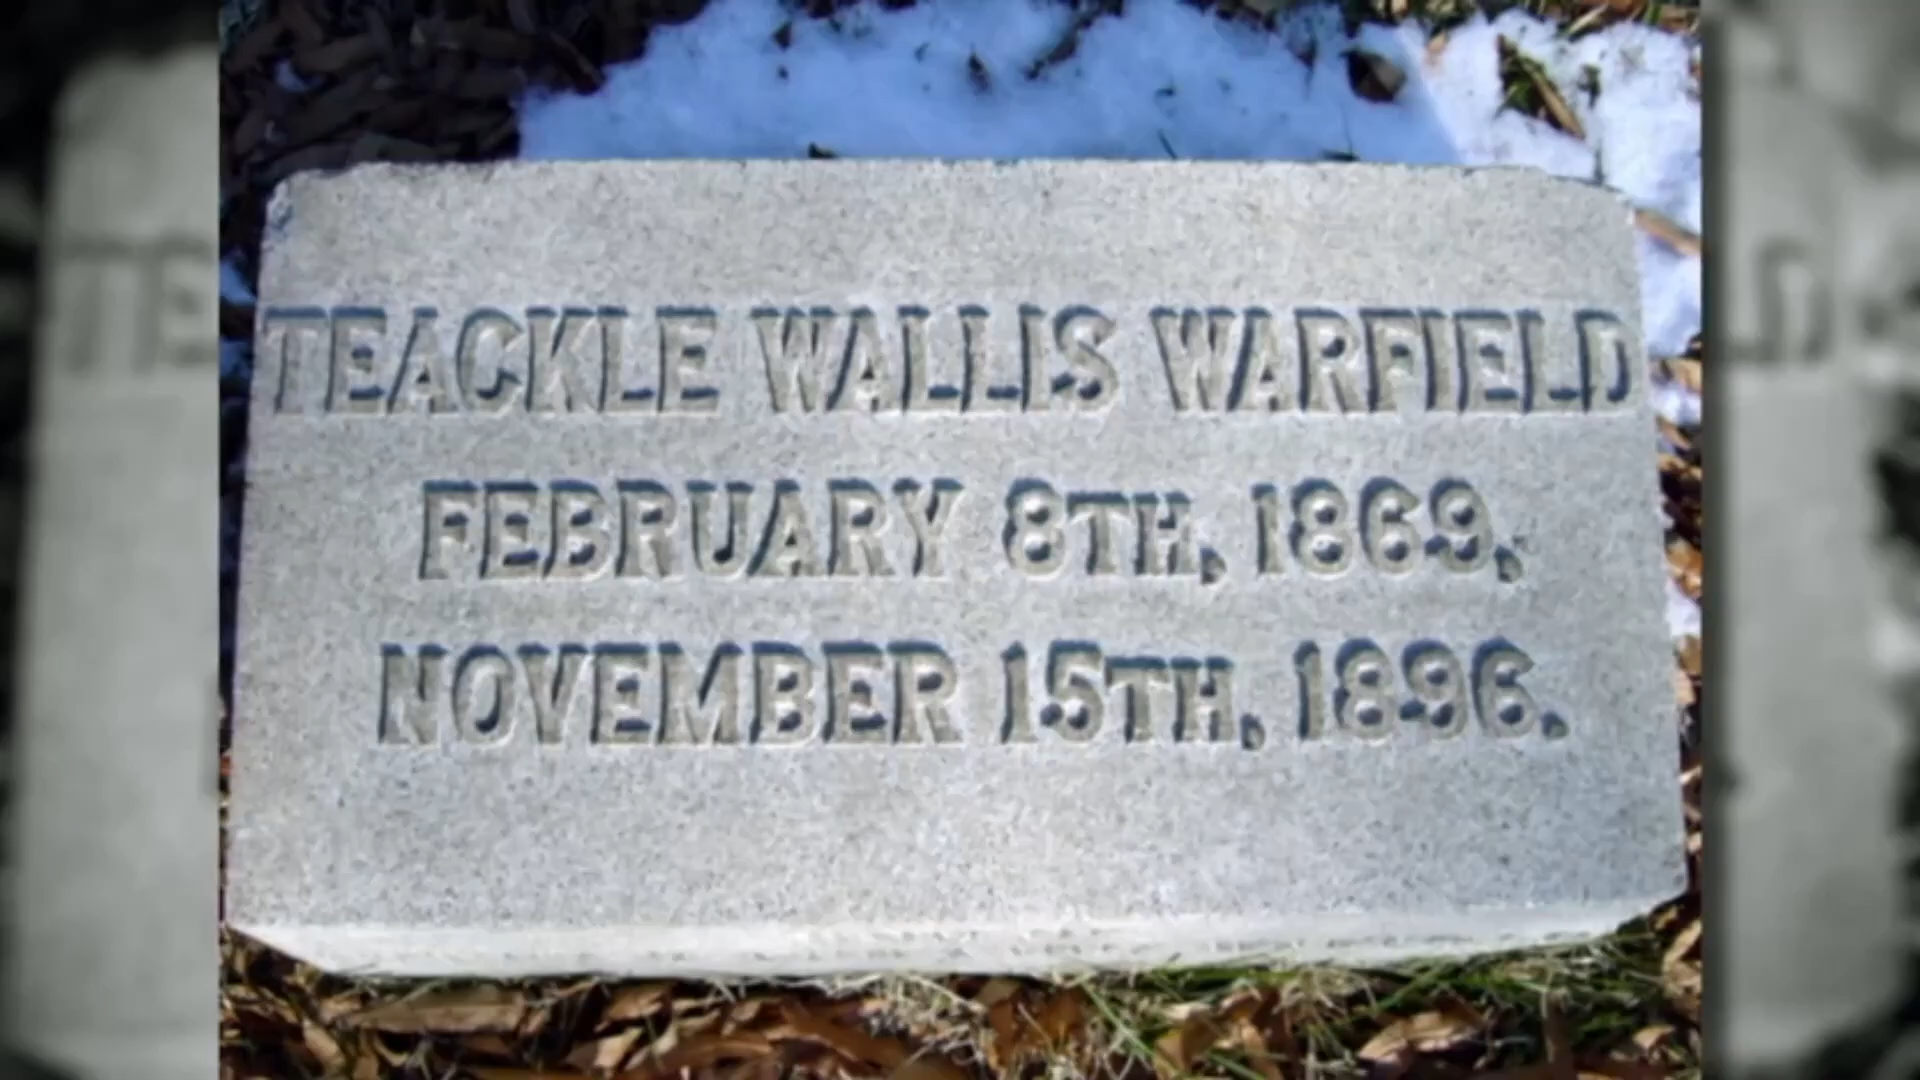 TEACKLE WALLIS WARFIELD
FEBRUARY 8TH, 1869,
NOVEMBER 15TH, 1896.